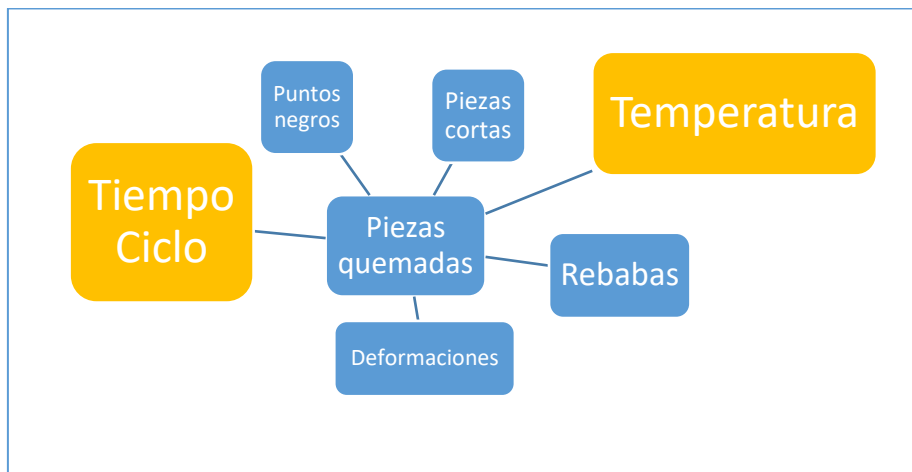 Puntos
negros
Piezas
cortas
Temperatura
Tiempo
Ciclo
Piezas
quemadas
Rebabas
Deformaciones